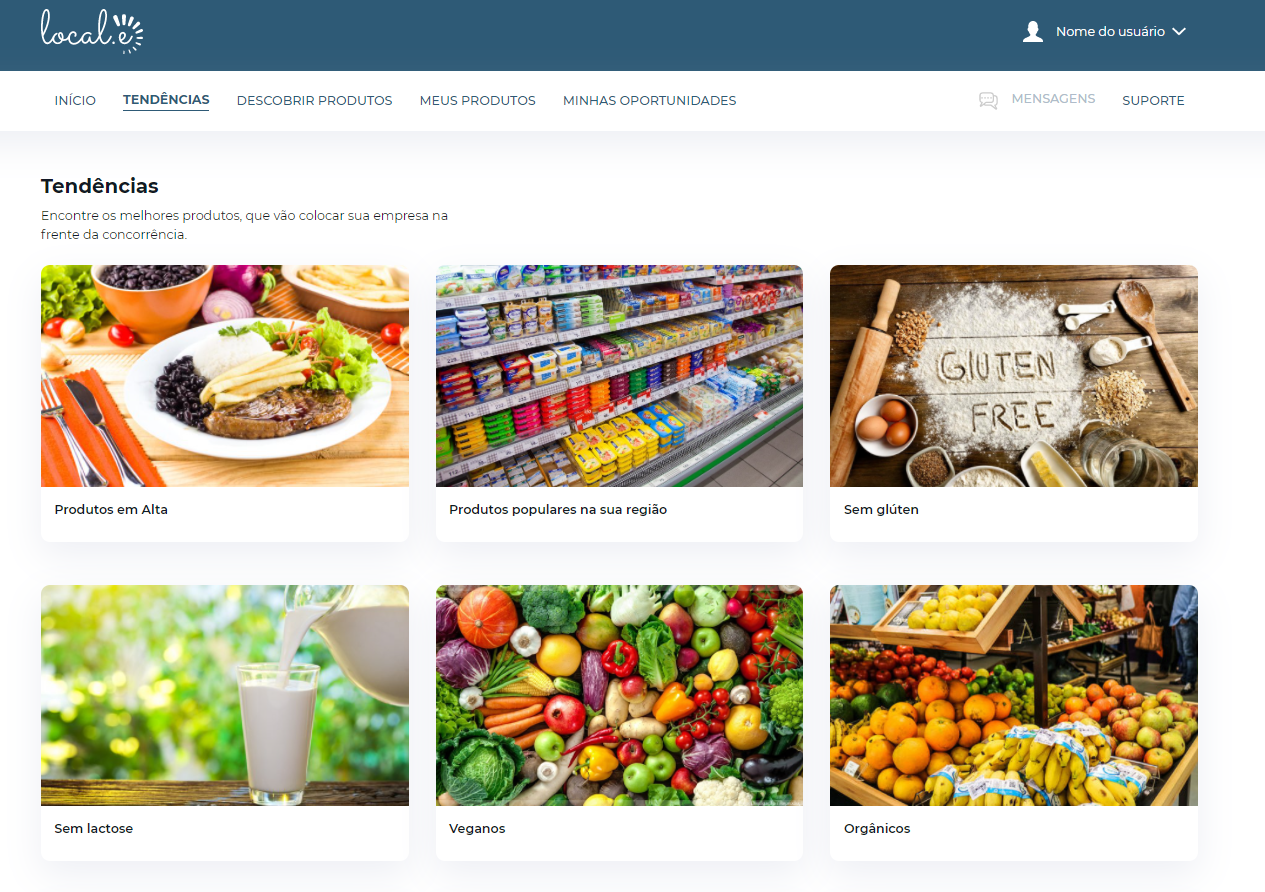 local.e
Nome do usuário
INÍCIO
TENDÊNCIAS
DESCOBRIR PRODUTOS
MEUS PRODUTOS
MINHAS OPORTUNIDADES
MENSAGENS
SUPORTE
Tendências
Encontre os melhores produtos, que vão colocar sua empresa na
frente da concorrência.
GLUTEN
FREE
Produtos em Alta
Produtos populares na sua região
Sem glúten
Sem lactose
Veganos
Orgânicos